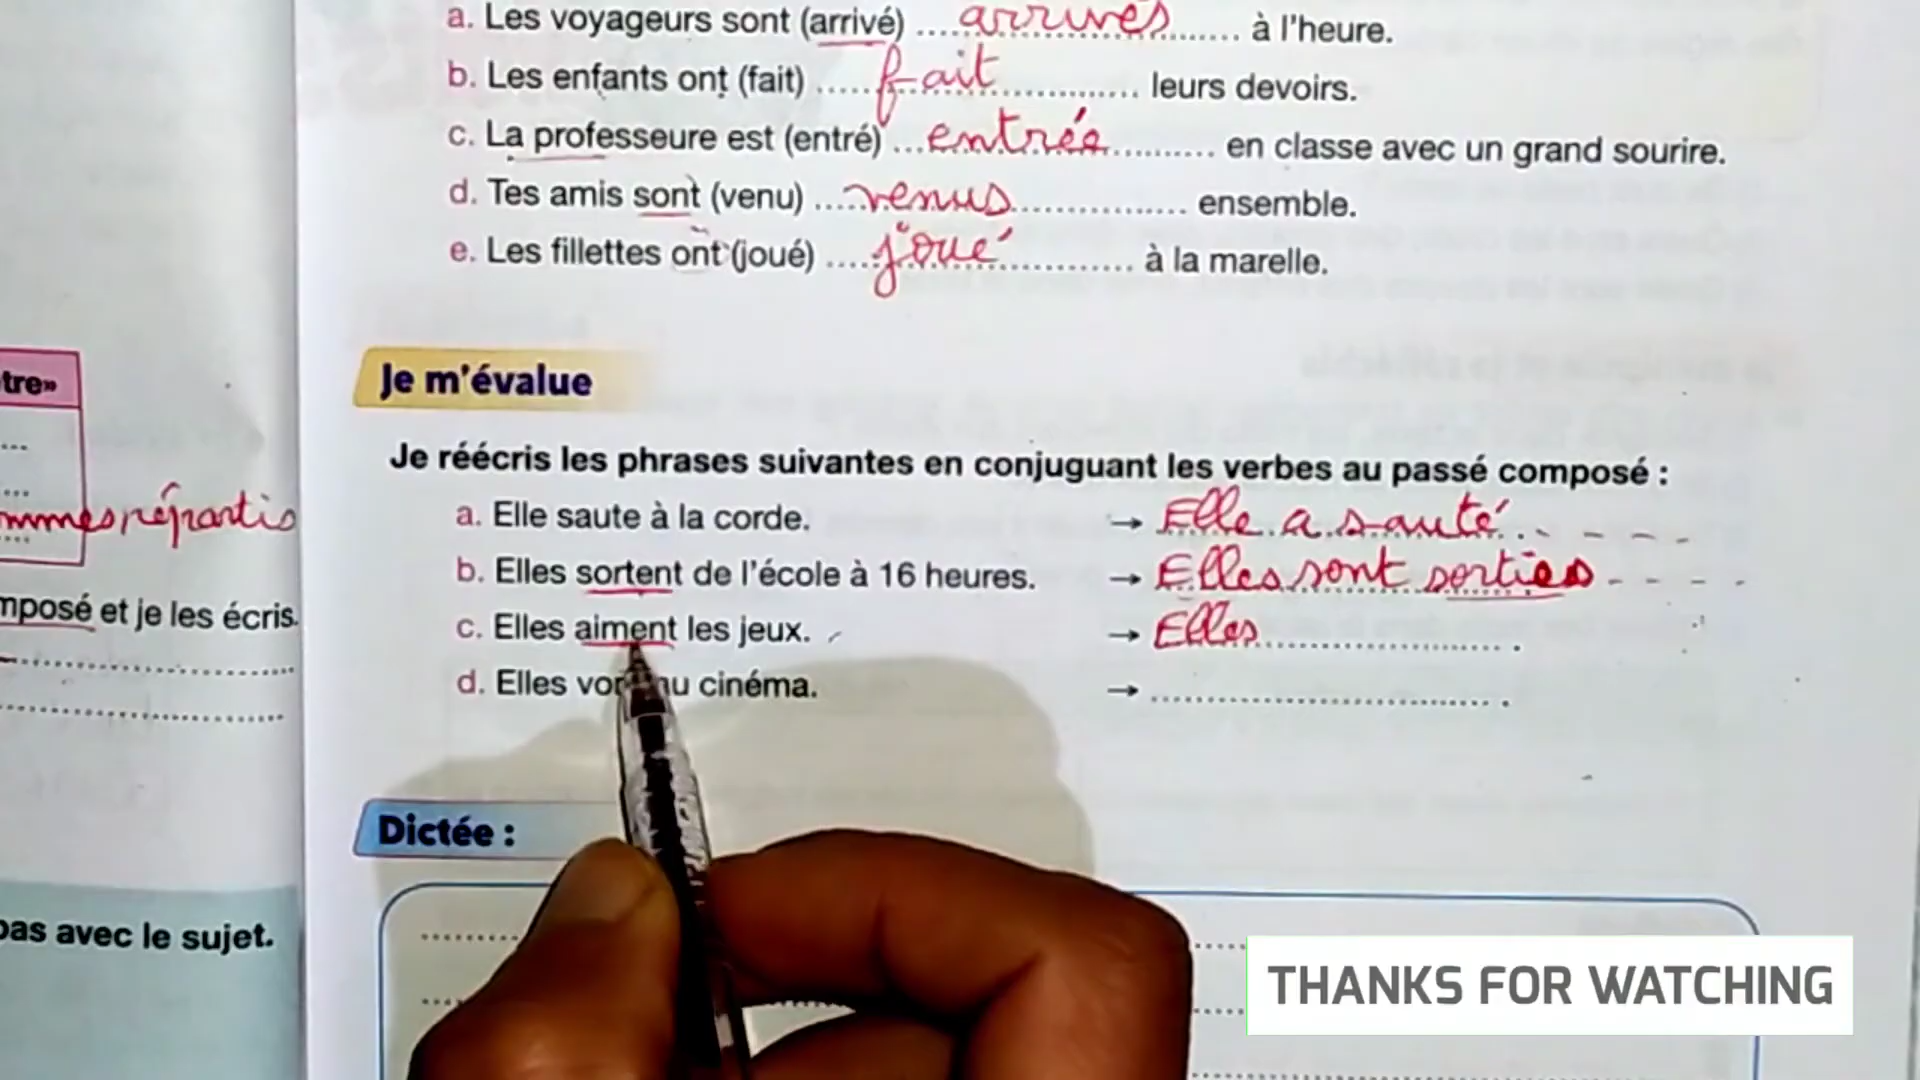 a. Les voyageurs sont (arrivé) ..... arrivés ..... à l'heure.
b. Les enfants ont (fait) ..... fait ..... leurs devoirs.
c. La professeure est (entré) ... entrée ..... en classe avec un grand sourire.
d. Tes amis sont (venu) ..... venus ..... ensemble.
e. Les fillettes ont (joué) ..... joué ..... à la marelle.
tre»
Je m'évalue
Je réécris les phrases suivantes en conjuguant les verbes au passé composé :
mmes répartis
a. Elle saute à la corde. → Elle a sauté - - - -
b. Elles sortent de l'école à 16 heures. → Elles sont sorties - - - -
mposé et je les écris.
c. Elles aiment les jeux. → Elles ..... .
d. Elles au cinéma. → ..... .
Dictée :
pas avec le sujet.
THANKS FOR WATCHING